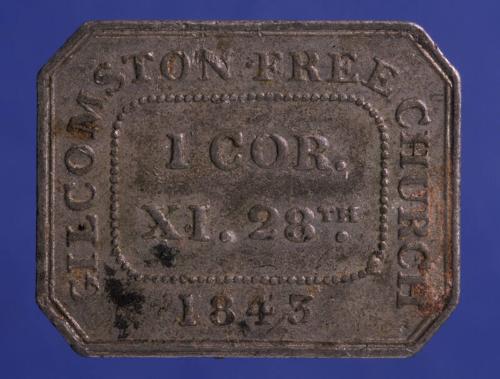 GILCOMSTON FREE CHURCH
1 COR.
XI. 28TH.
1843